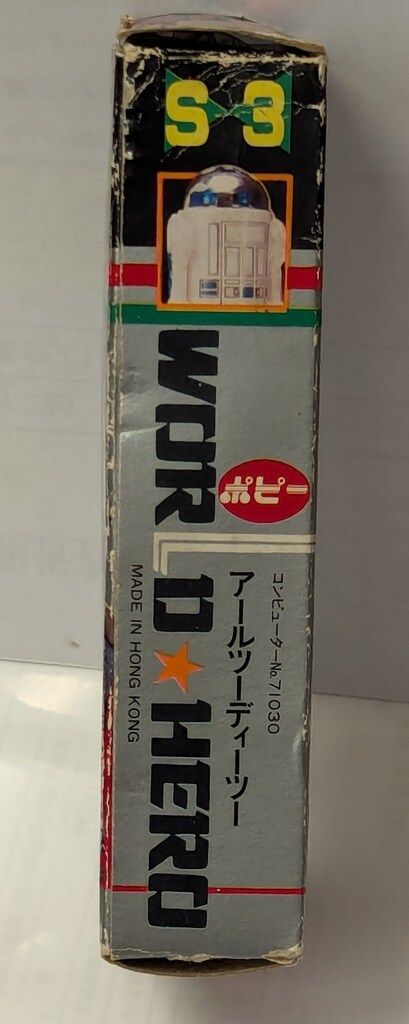 S-3
WORLD★HERO
ポピー
コンピューターNo.71030
アールツーディーツー
MADE IN HONG KONG